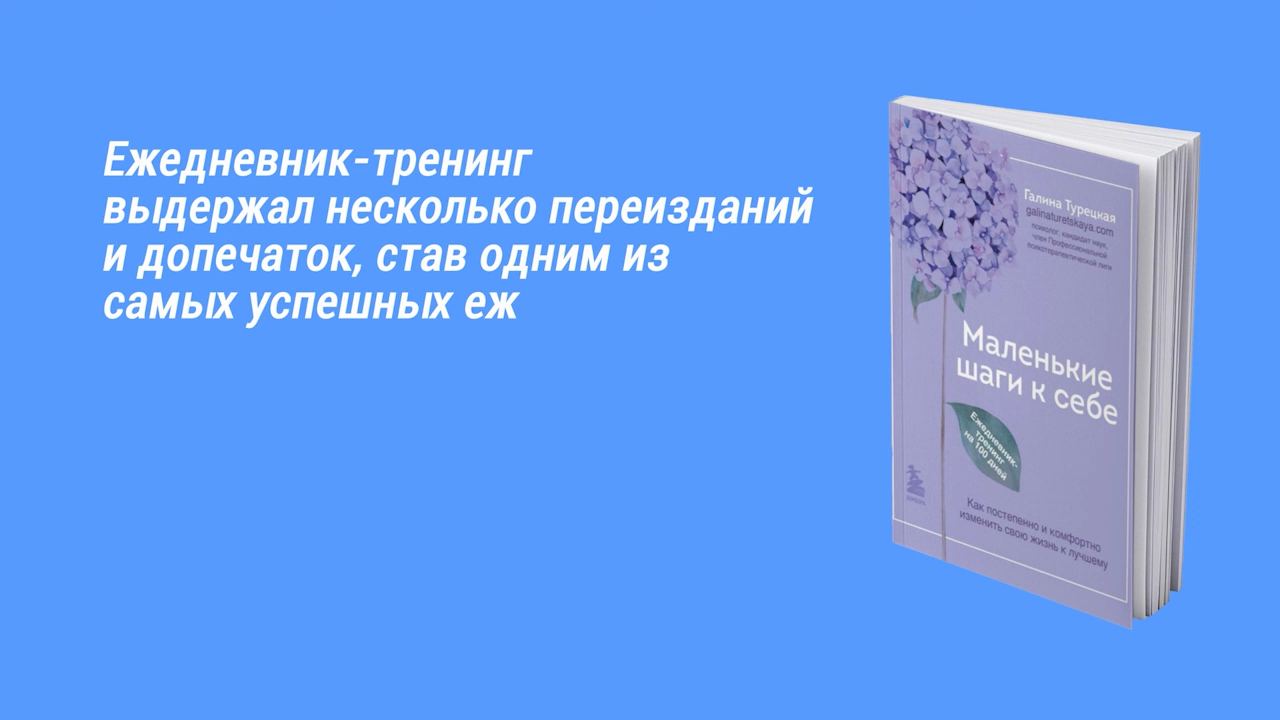 Ежедневник-тренинг
выдержал несколько переизданий
и допечаток, став одним из
самых успешных еж
Галина Турецкая
galinaturetskaya.com
психолог, кандидат наук,
член Профессиональной
психотерапевтической лиги
Маленькие
шаги к себе
Ежедневник-
тренинг
на 100 дней
Как постепенно и комфортно
изменить свою жизнь к лучшему